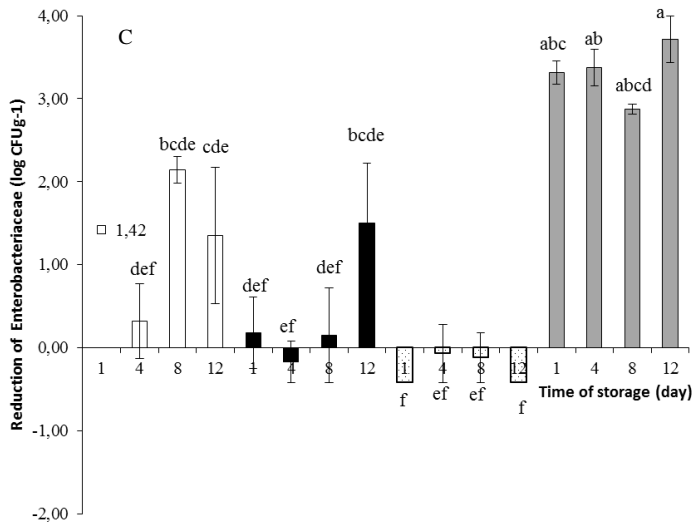 Reduction of Enterobacteriaceae (log CFUg-1)
4,00
3,00
2,00
1,00
0,00
-1,00
-2,00
C
1,42
def
bcde
cde
def
ef
def
bcde
f
ef
ef
f
abc
ab
abcd
a
1 4 8 12 1 4 8 12 1 4 8 12 1 4 8 12
Time of storage (day)